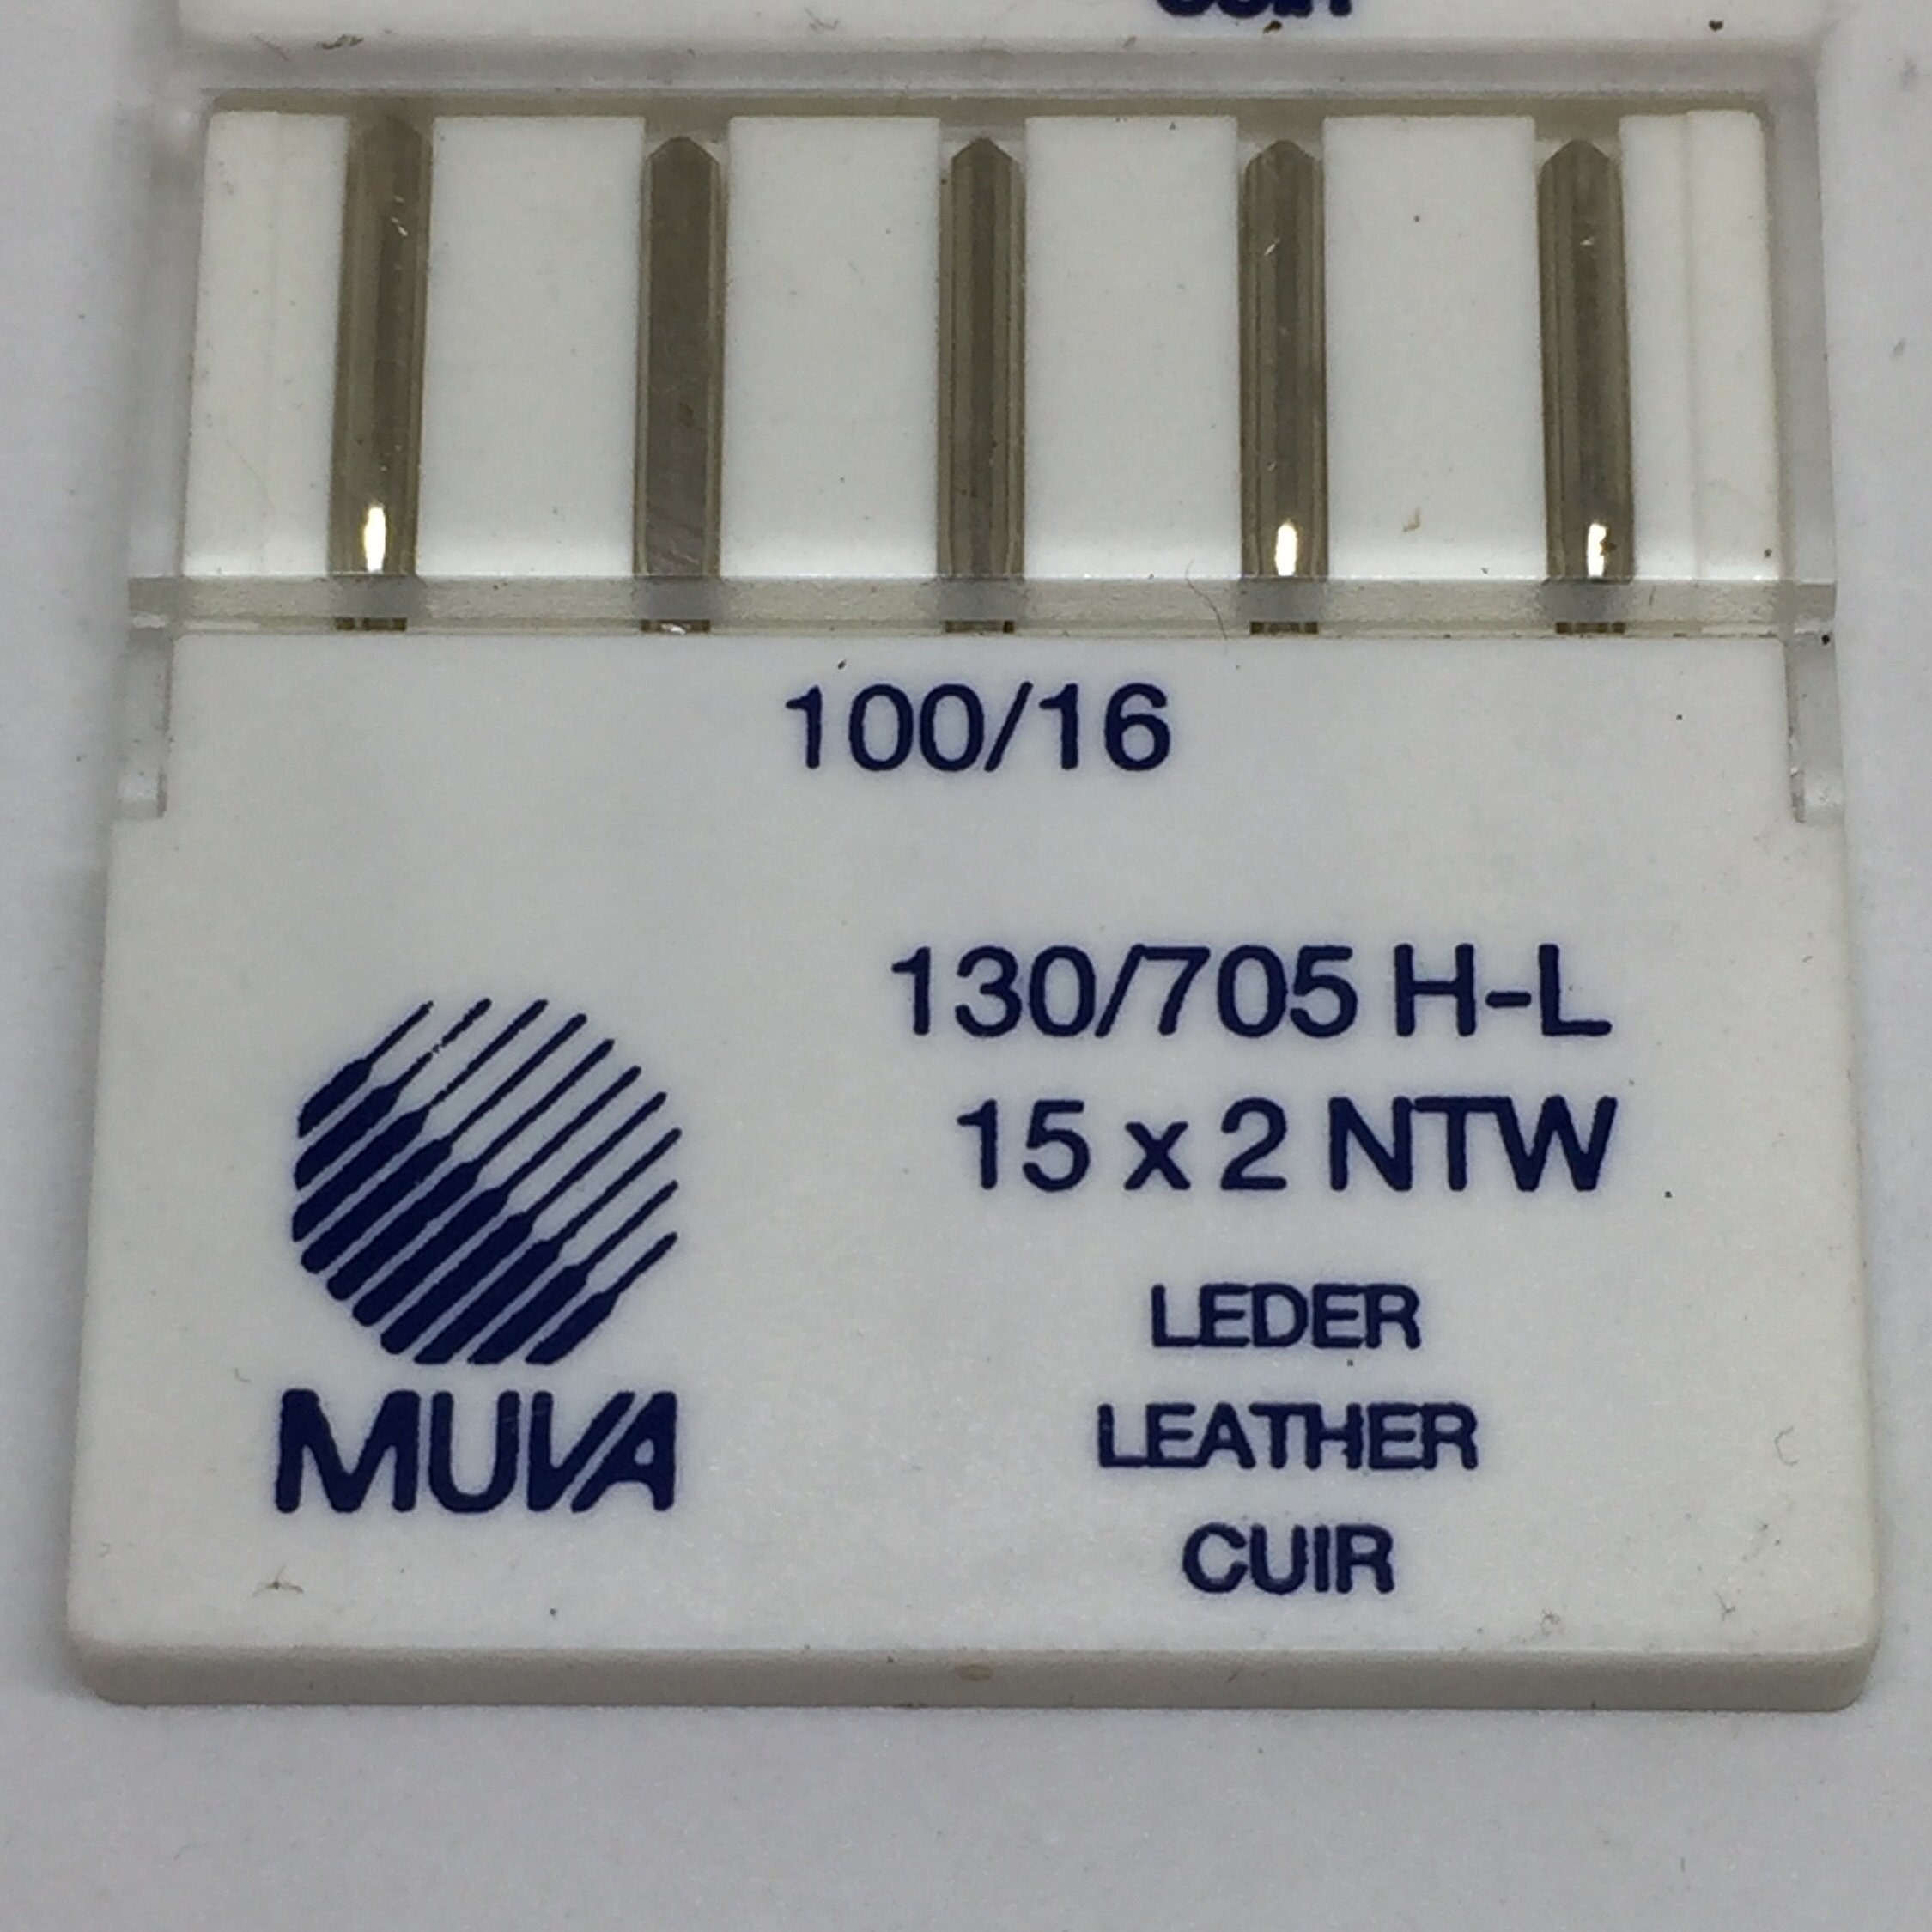 100/16
130/705 H-L
15 x 2 NTW
LEDER
LEATHER
CUIR
MUVA